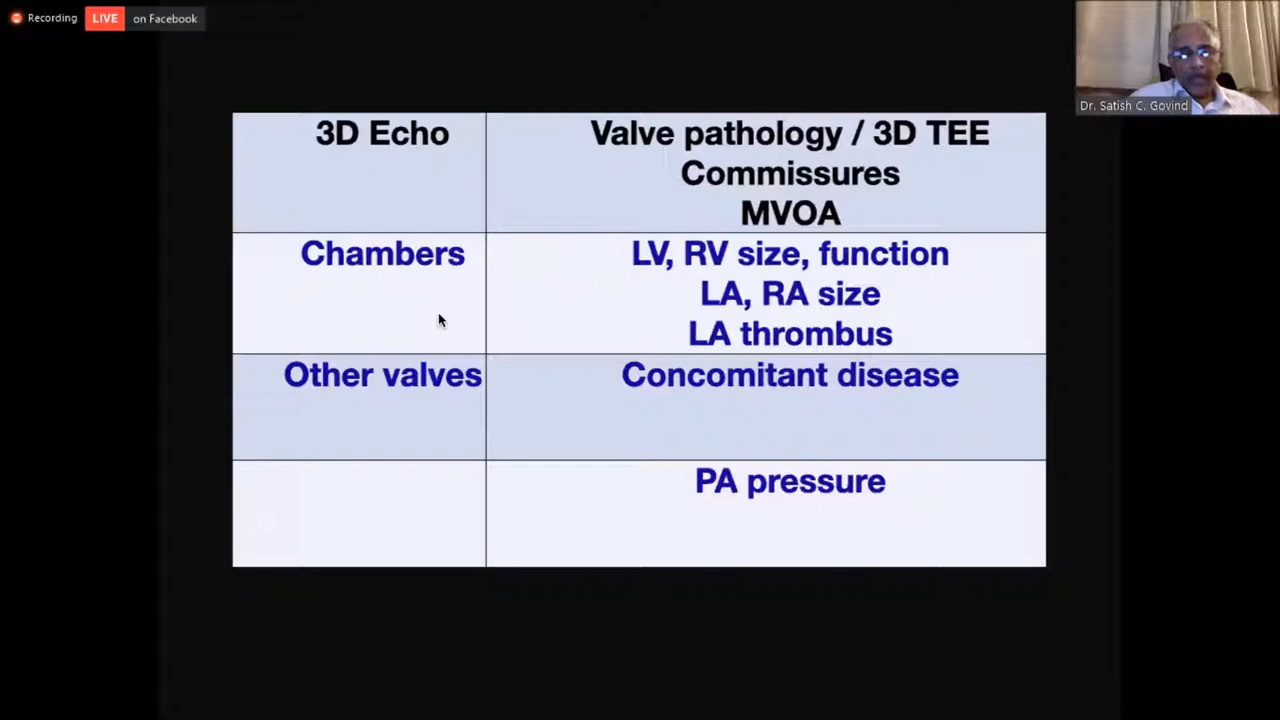 Recording LIVE on Facebook
Dr. Satish C. Govind
3D Echo
Valve pathology / 3D TEE
Commissures
MVOA
Chambers
LV, RV size, function
LA, RA size
LA thrombus
Other valves
Concomitant disease
PA pressure